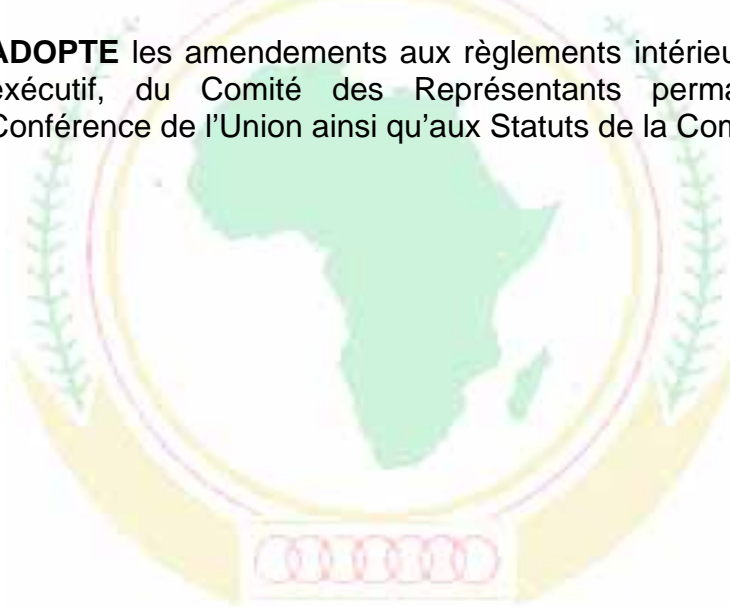 ADOPTE les amendements aux règlements intérieu
exécutif, du Comité des Représentants perma
Conférence de l’Union ainsi qu’aux Statuts de la Com